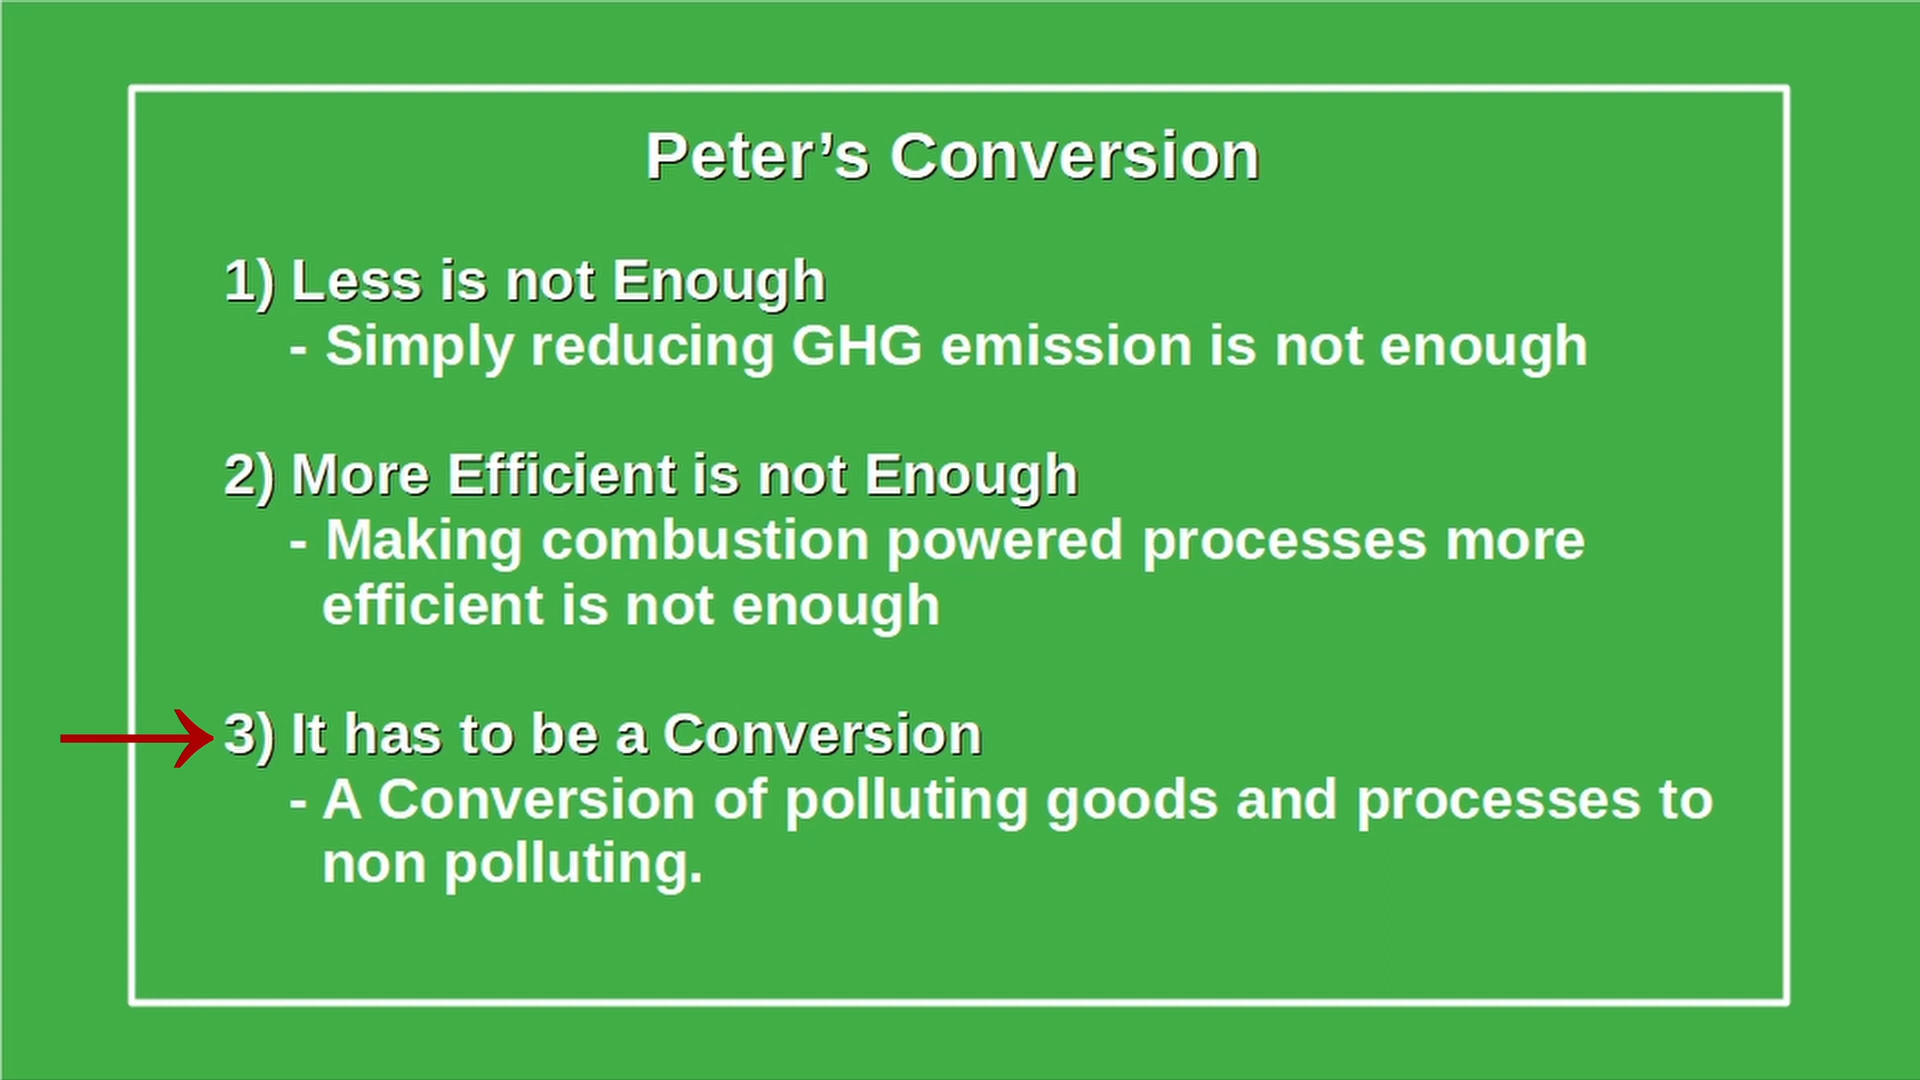 Peter’s Conversion
1) Less is not Enough
- Simply reducing GHG emission is not enough
2) More Efficient is not Enough
- Making combustion powered processes more
efficient is not enough
3) It has to be a Conversion
- A Conversion of polluting goods and processes to
non polluting.